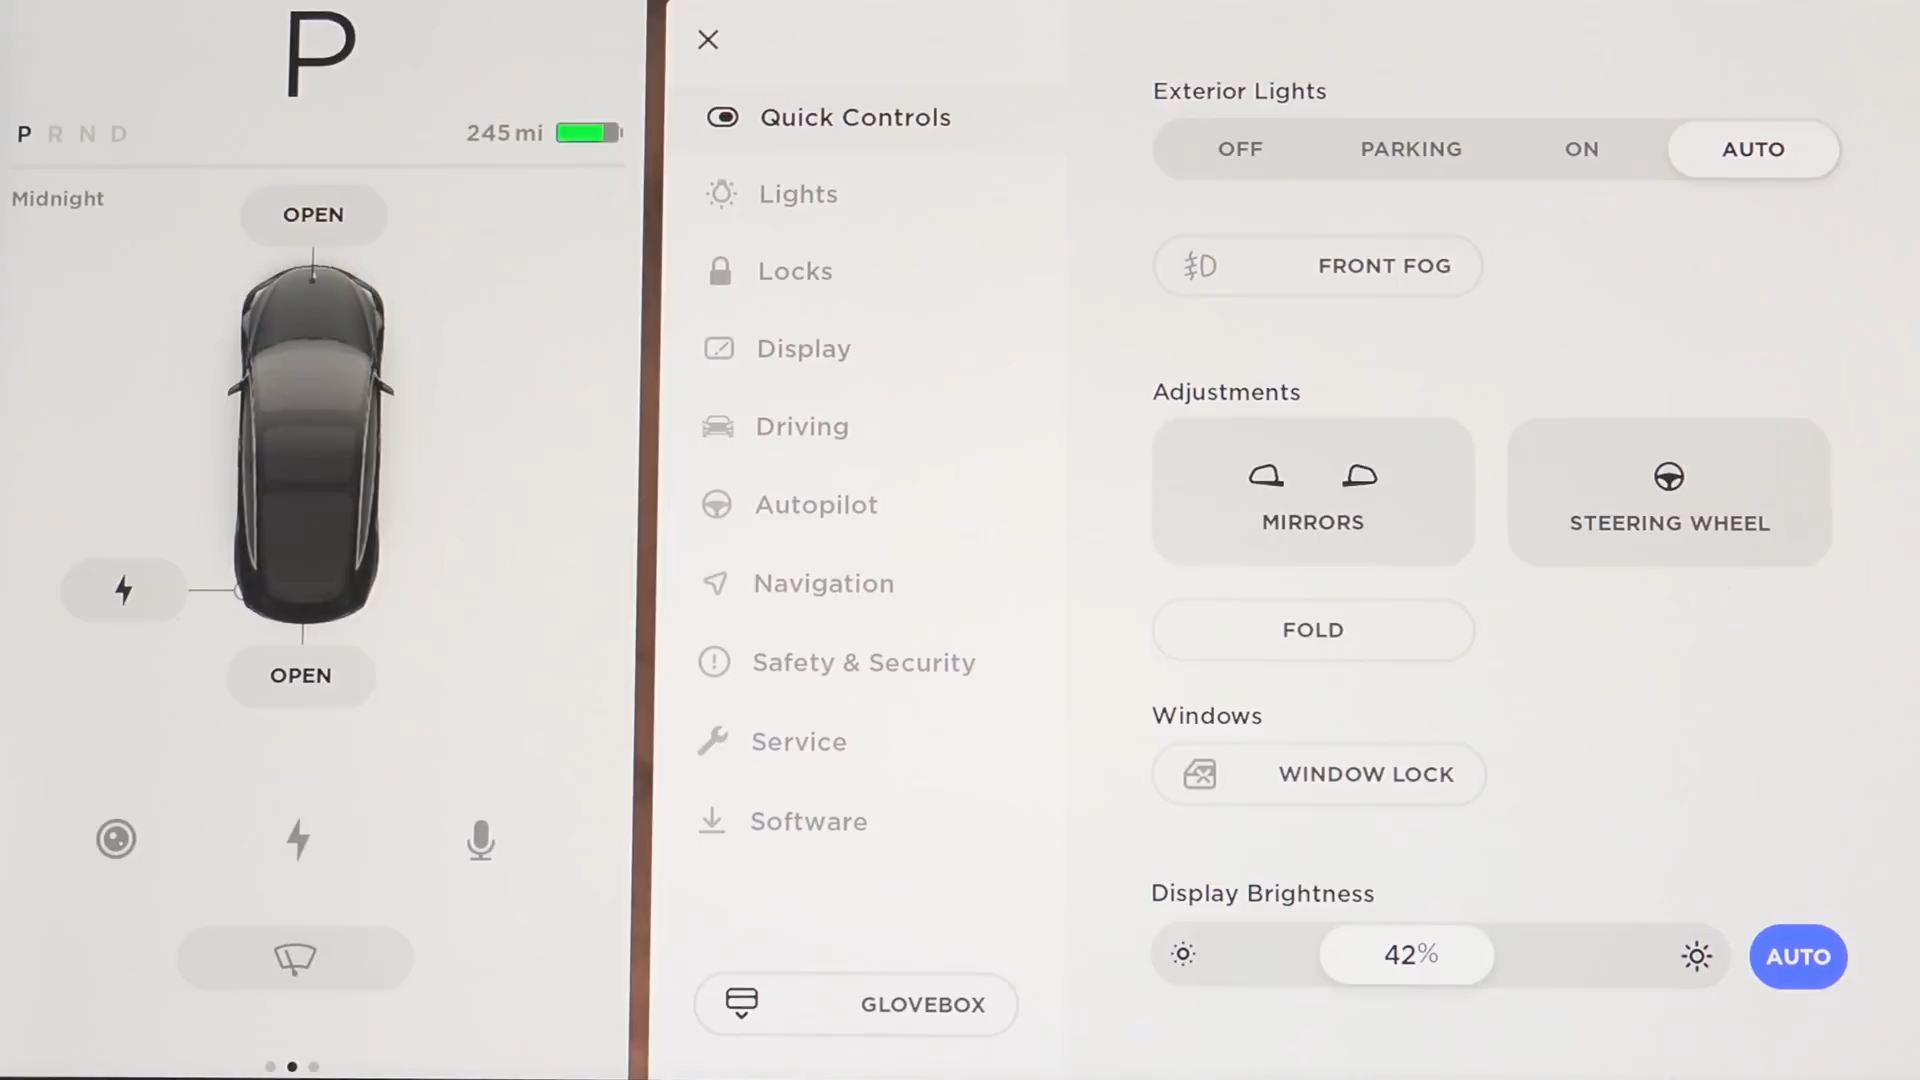 P
P R N D
245 mi
Midnight
OPEN
OPEN
Quick Controls
Lights
Locks
Display
Driving
Autopilot
Navigation
Safety & Security
Service
Software
GLOVEBOX
Exterior Lights
OFF PARKING ON AUTO
FRONT FOG
Adjustments
MIRRORS
STEERING WHEEL
FOLD
Windows
WINDOW LOCK
Display Brightness
42%
AUTO